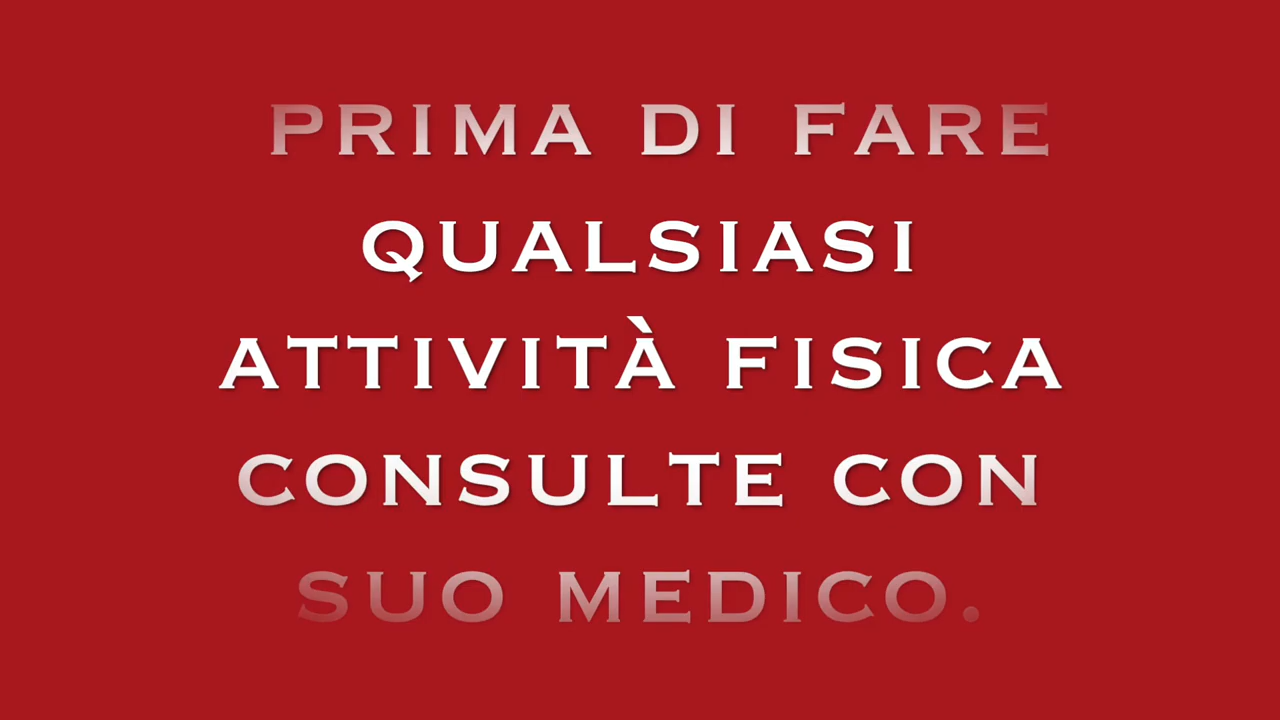 PRIMA DI FARE
QUALSIASI
ATTIVITÀ FISICA
CONSULTE CON
SUO MEDICO.